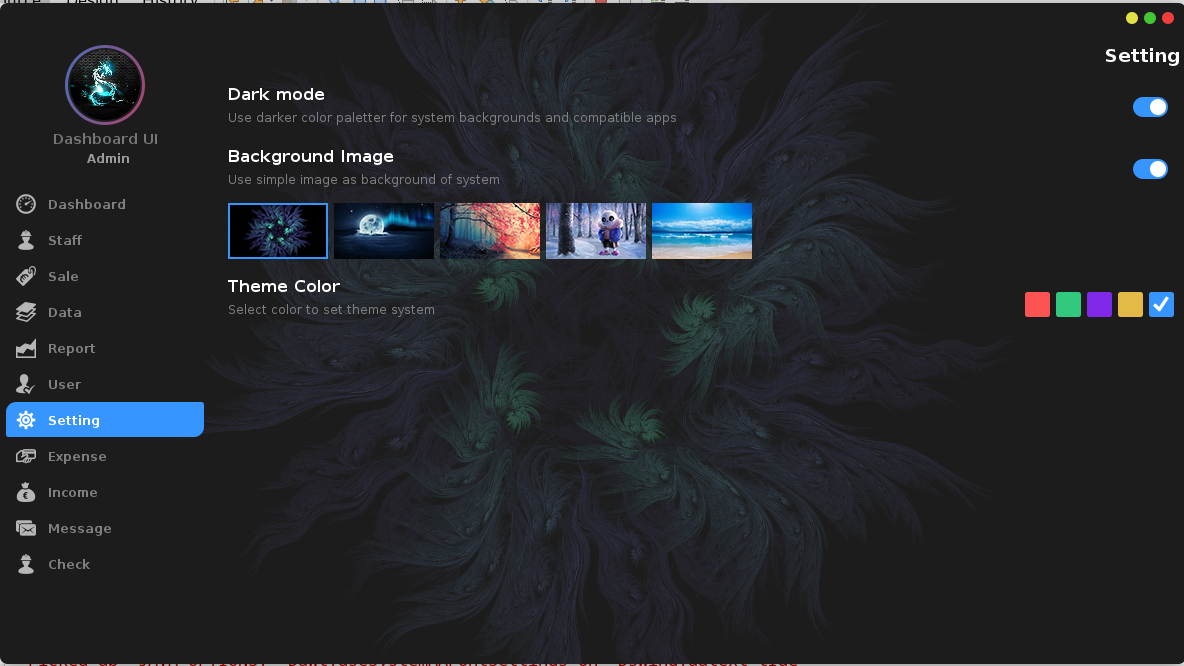 Design
History
Setting
Dashboard UI
Admin
Dashboard
Staff
Sale
Data
Report
User
Setting
Expense
Income
Message
Check
Dark mode
Use darker color paletter for system backgrounds and compatible apps
Background Image
Use simple image as background of system
Theme Color
Select color to set theme system